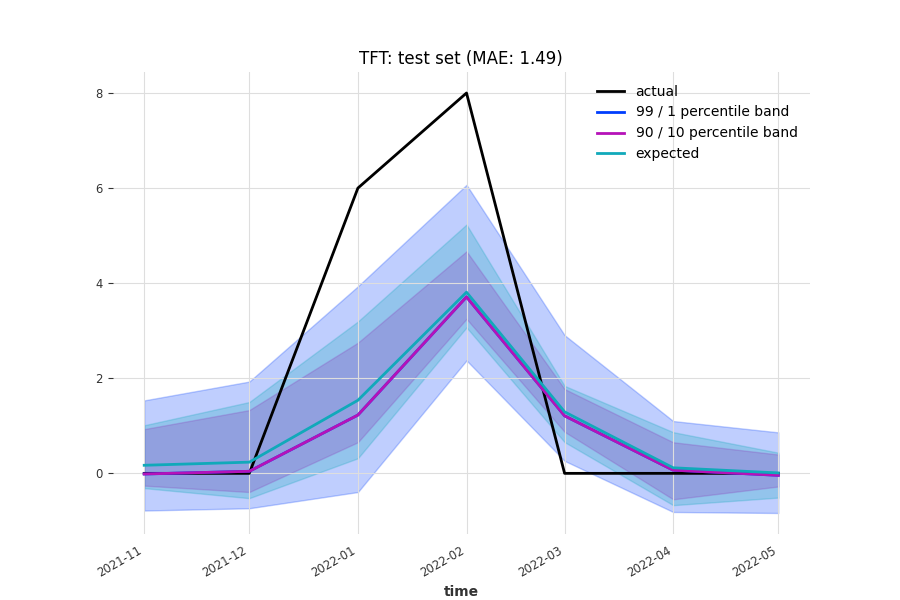 TFT: test set (MAE: 1.49)
actual
99 / 1 percentile band
90 / 10 percentile band
expected
8
6
4
2
0
2021-11
2021-12
2022-01
2022-02
2022-03
2022-04
2022-05
time